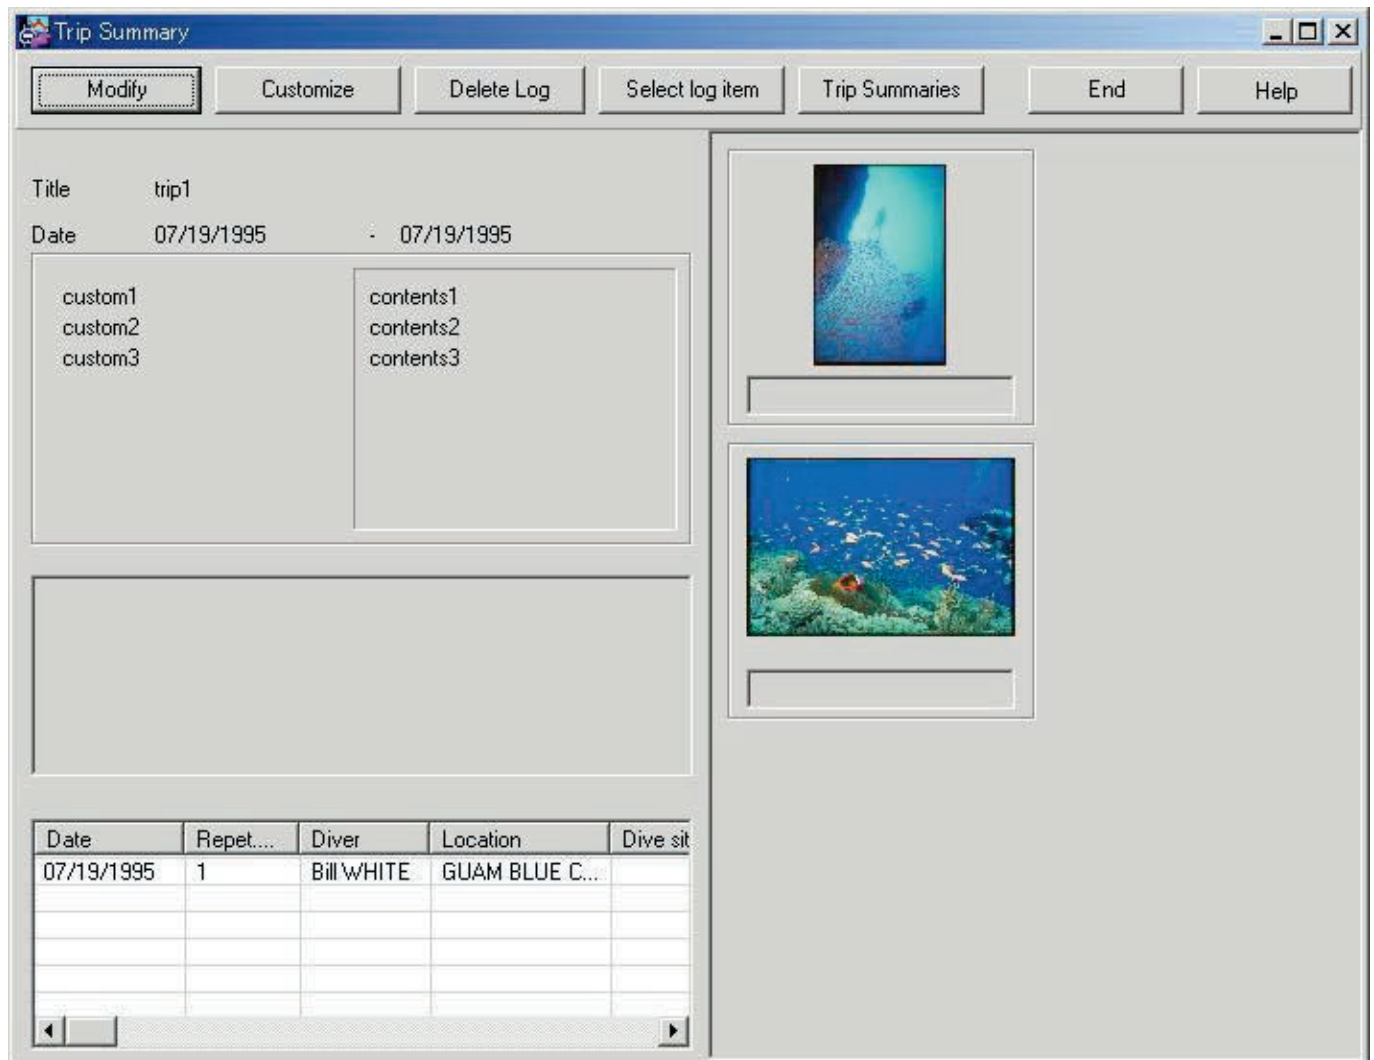 Trip Summary
Modify Customize Delete Log Select log item Trip Summaries End Help
Title trip1
Date 07/19/1995 - 07/19/1995
custom1 contents1
custom2 contents2
custom3 contents3
Date Repet.... Diver Location Dive sit
07/19/1995 1 Bill WHITE GUAM BLUE C...